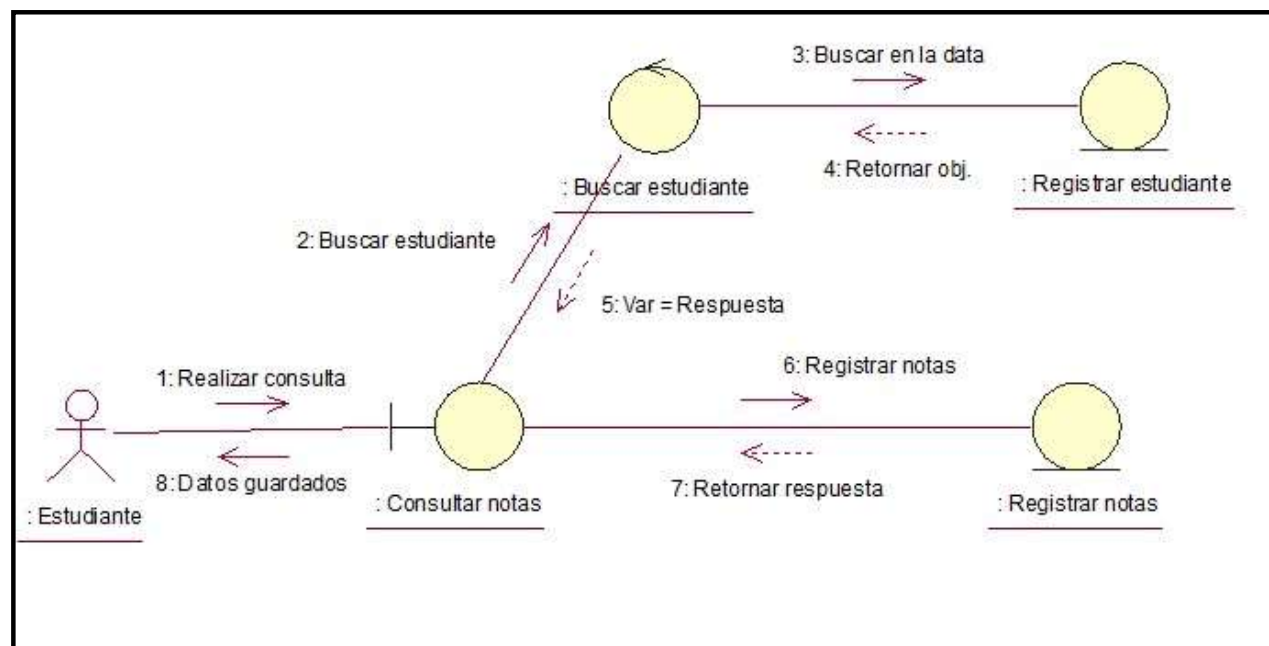 3: Buscar en la data
4: Retornar obj.
: Buscar estudiante
: Registrar estudiante
2: Buscar estudiante
5: Var = Respuesta
1: Realizar consulta
6: Registrar notas
8: Datos guardados
7: Retornar respuesta
: Estudiante
: Consultar notas
: Registrar notas